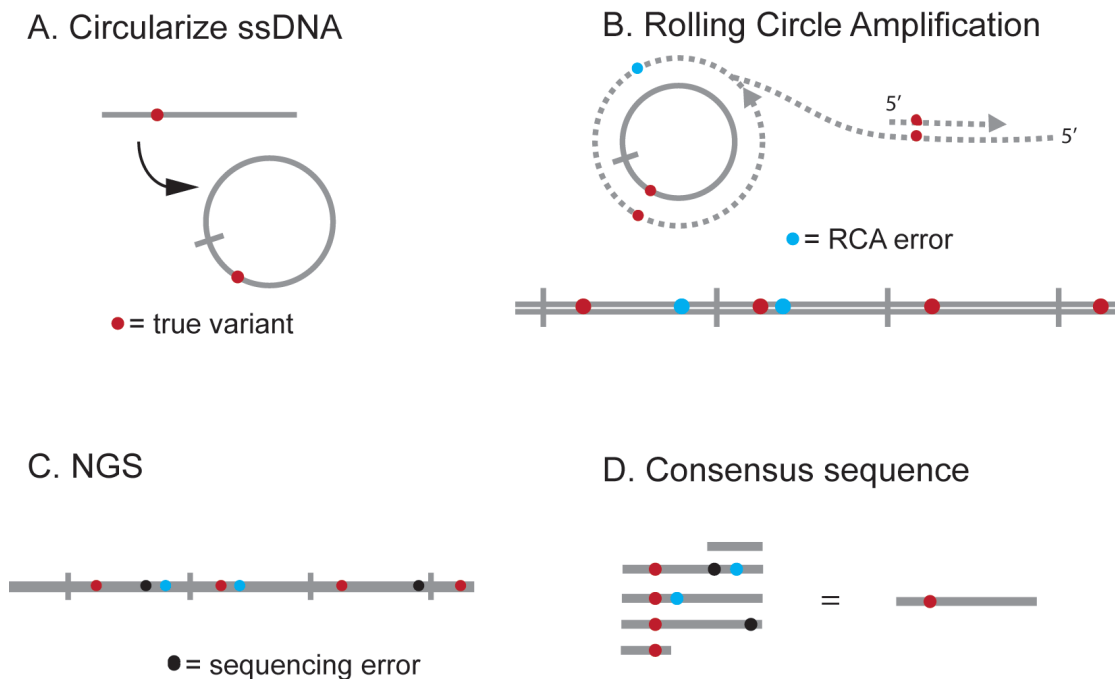 A. Circularize ssDNA
= true variant
B. Rolling Circle Amplification
5’
5’
= RCA error
C. NGS
= sequencing error
D. Consensus sequence
=